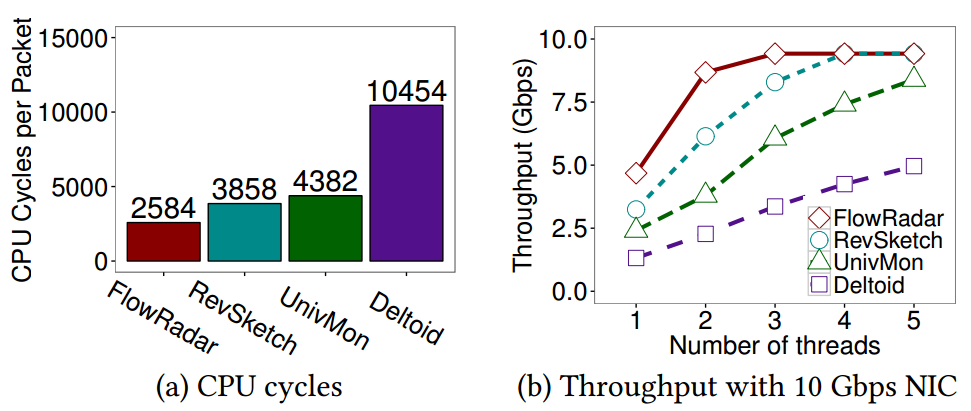 CPU Cycles per Packet
15000
10000
5000
0
2584
3858
4382
10454
FlowRadar
RevSketch
UnivMon
Deltoid
(a) CPU cycles
Throughput (Gbps)
10.0
7.5
5.0
2.5
0.0
FlowRadar
RevSketch
UnivMon
Deltoid
1 2 3 4 5
Number of threads
(b) Throughput with 10 Gbps NIC